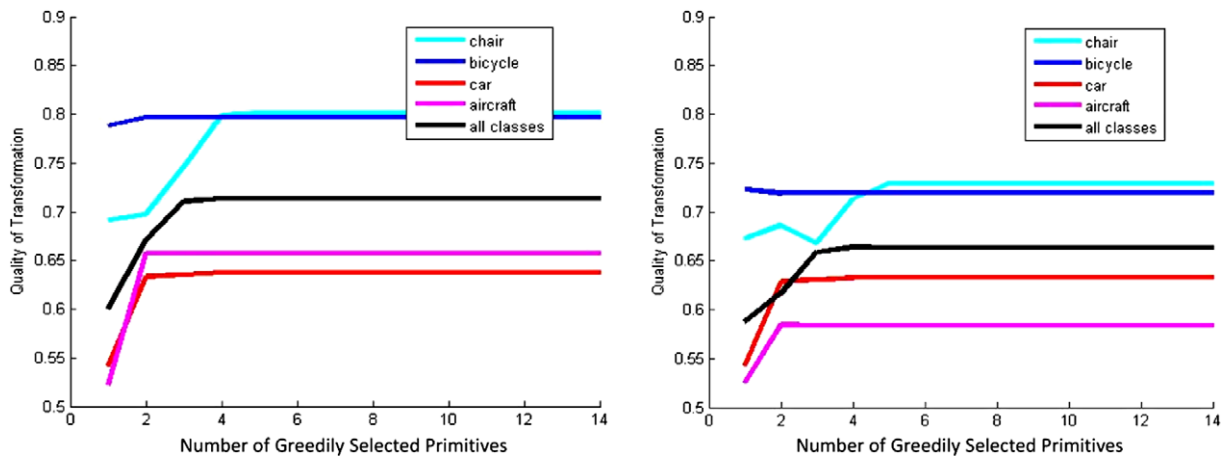 0.9
0.85
0.8
0.75
0.7
0.65
0.6
0.55
0.5
Quality of Transformation
chair
bicycle
car
aircraft
all classes
0 2 4 6 8 10 12 14
Number of Greedily Selected Primitives
0.9
0.85
0.8
0.75
0.7
0.65
0.6
0.55
0.5
Quality of Transformation
chair
bicycle
car
aircraft
all classes
0 2 4 6 8 10 12 14
Number of Greedily Selected Primitives